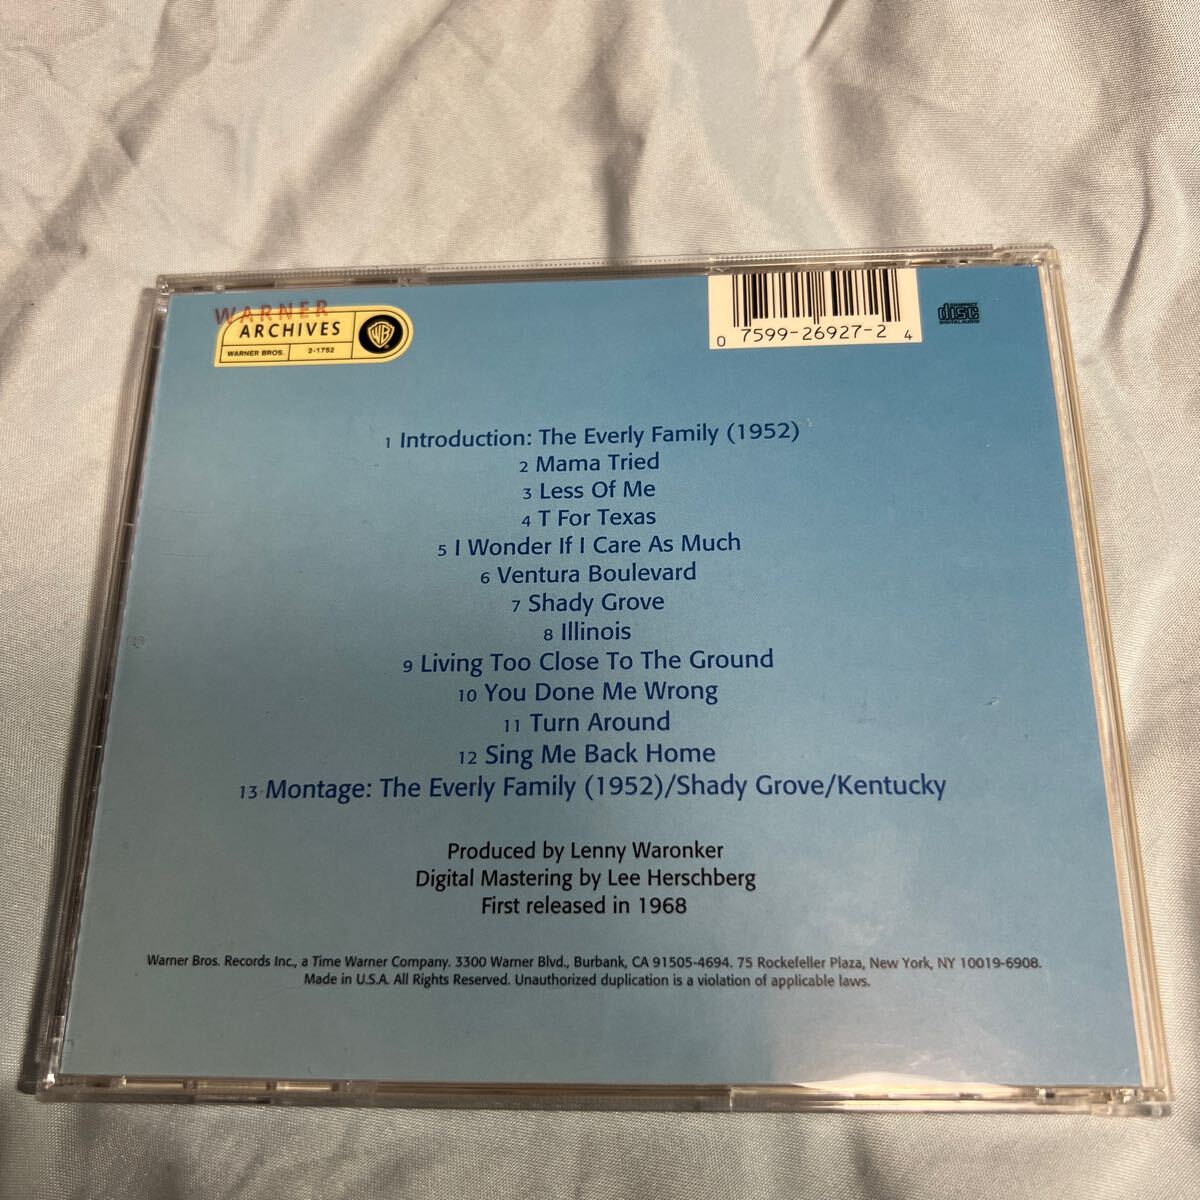 WARNER
ARCHIVES
WARNER BROS. 2-1752
0 7599-26927-2 4
COMPACT
disc
DIGITAL AUDIO
1 Introduction: The Everly Family (1952)
2 Mama Tried
3 Less Of Me
4 T For Texas
5 I Wonder If I Care As Much
6 Ventura Boulevard
7 Shady Grove
8 Illinois
9 Living Too Close To The Ground
10 You Done Me Wrong
11 Turn Around
12 Sing Me Back Home
13 Montage: The Everly Family (1952)/Shady Grove/Kentucky
Produced by Lenny Waronker
Digital Mastering by Lee Herschberg
First released in 1968
Warner Bros. Records Inc., a Time Warner Company. 3300 Warner Blvd., Burbank, CA 91505-4694. 75 Rockefeller Plaza, New York, NY 10019-6908.
Made in U.S.A. All Rights Reserved. Unauthorized duplication is a violation of applicable laws.